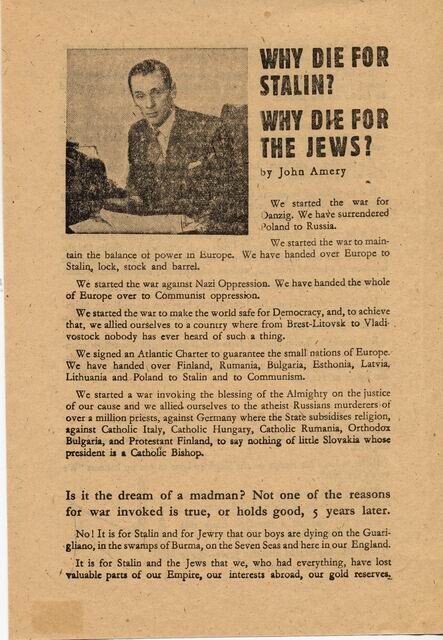 WHY DIE FOR
STALIN?
WHY DIE FOR
THE JEWS?
by John Amery
We started the war for
Danzig. We have surrendered
Poland to Russia.
We started the war to main-
tain the balance of power in Europe. We have handed over Europe to
Stalin, lock, stock and barrel.
We started the war against Nazi Oppression. We have handed the whole
of Europe over to Communist oppression.
We started the war to make the world safe for Democracy, and, to achieve
that, we allied ourselves to a country where from Brest-Litovsk to Vladi-
vostock nobody has ever heard of such a thing.
We signed an Atlantic Charter to guarantee the small nations of Europe.
We have handed over Finland, Rumania, Bulgaria, Esthonia, Latvia,
Lithuania and Poland to Stalin and to Communism.
We started a war invoking the blessing of the Almighty on the justice
of our cause and we allied ourselves to the atheist Russians murderers of
over a million priests, against Germany where the State subsidises religion,
against Catholic Italy, Catholic Hungary, Catholic Rumania, Orthodox
Bulgaria, and Protestant Finland, to say nothing of little Slovakia whose
president is a Catholic Bishop.
Is it the dream of a madman? Not one of the reasons
for war invoked is true, or holds good, 5 years later.
No! It is for Stalin and for Jewry that our boys are dying on the Guari-
gliano, in the swamps of Burma, on the Seven Seas and here in our England.
It is for Stalin and the Jews that we, who had everything, have lost
valuable parts of our Empire, our interests abroad, our gold reserves,